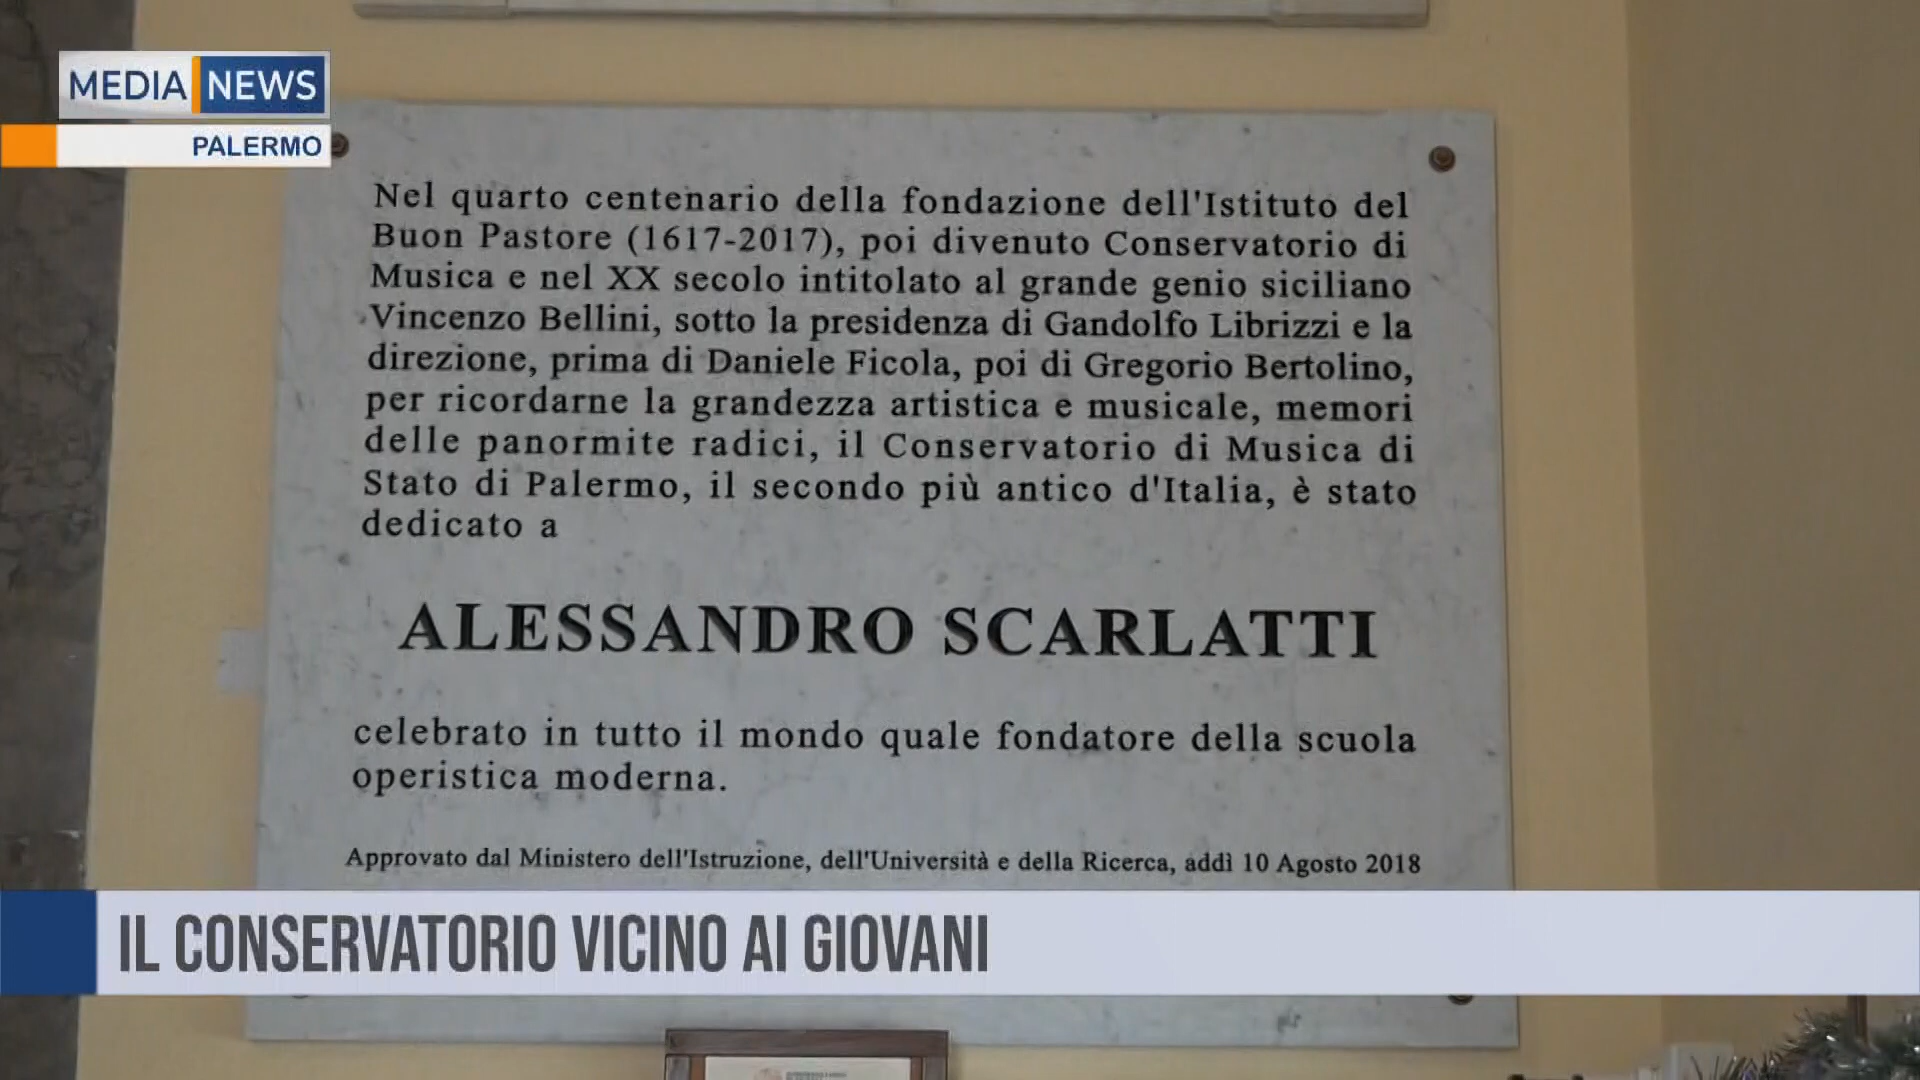 MEDIA NEWS
PALERMO
Nel quarto centenario della fondazione dell'Istituto del
Buon Pastore (1617-2017), poi divenuto Conservatorio di
Musica e nel XX secolo intitolato al grande genio siciliano
Vincenzo Bellini, sotto la presidenza di Gandolfo Librizzi e la
direzione, prima di Daniele Ficola, poi di Gregorio Bertolino,
per ricordarne la grandezza artistica e musicale, memori
delle panormite radici, il Conservatorio di Musica di
Stato di Palermo, il secondo più antico d'Italia, è stato
dedicato a
ALESSANDRO SCARLATTI
celebrato in tutto il mondo quale fondatore della scuola
operistica moderna.
Approvato dal Ministero dell'Istruzione, dell'Università e della Ricerca, addì 10 Agosto 2018
IL CONSERVATORIO VICINO AI GIOVANI